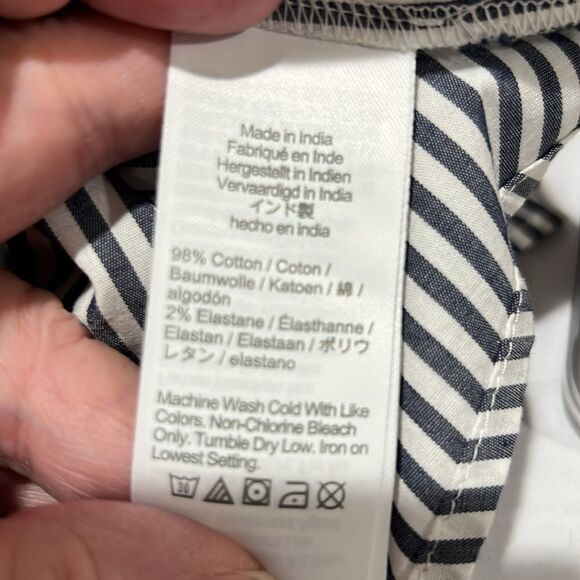 Made in India
Fabriqué en Inde
Hergestellt in Indien
Vervaardigd in India
インド製
hecho en india
98% Cotton / Coton /
Baumwolle / Katoen / 綿 /
algodón
2% Elastane / Élasthanne /
Elastan / Elastaan / ポリウ
レタン / elastano
Machine Wash Cold With Like
Colors. Non-Chlorine Bleach
Only. Tumble Dry Low. Iron on
Lowest Setting.
30